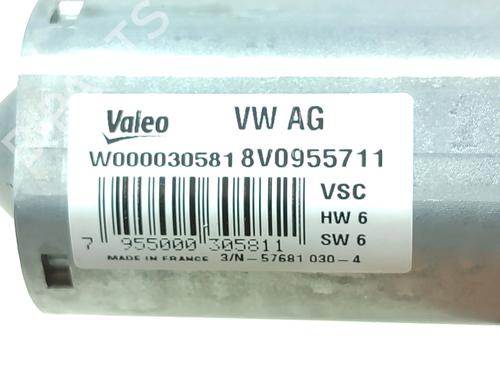 Valeo VW AG
W000030581 8V0955711
VSC
HW 6
SW 6
7 955000 305811
MADE IN FRANCE 3/N-57681 030-4